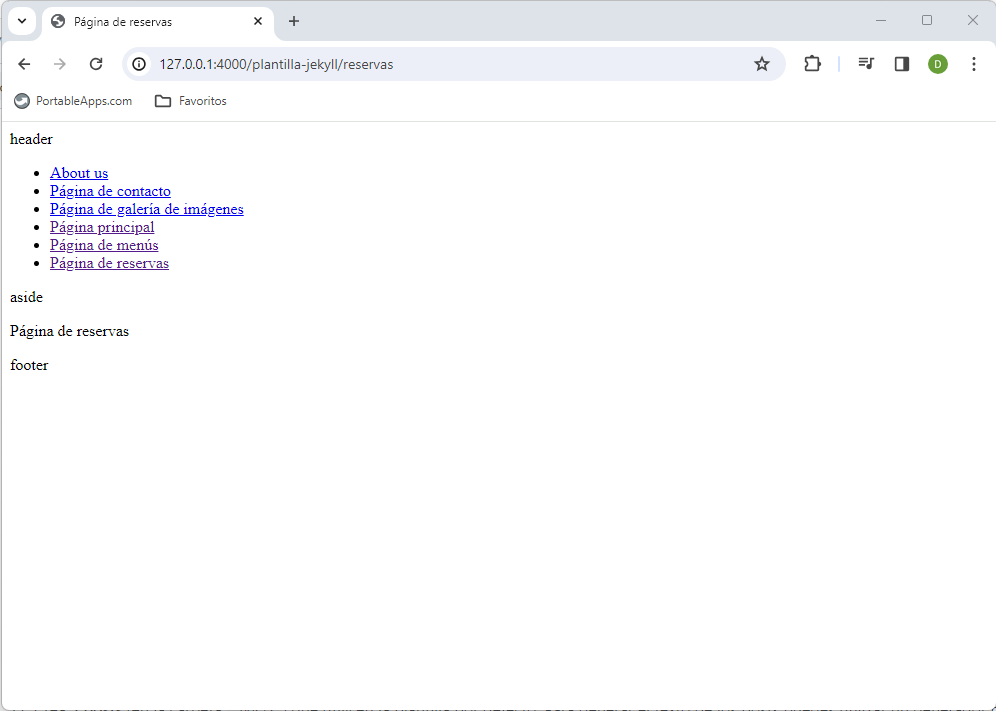 Página de reservas
127.0.0.1:4000/plantilla-jekyll/reservas
D
PortableApps.com Favoritos
header
About us
Página de contacto
Página de galería de imágenes
Página principal
Página de menús
Página de reservas
aside
Página de reservas
footer